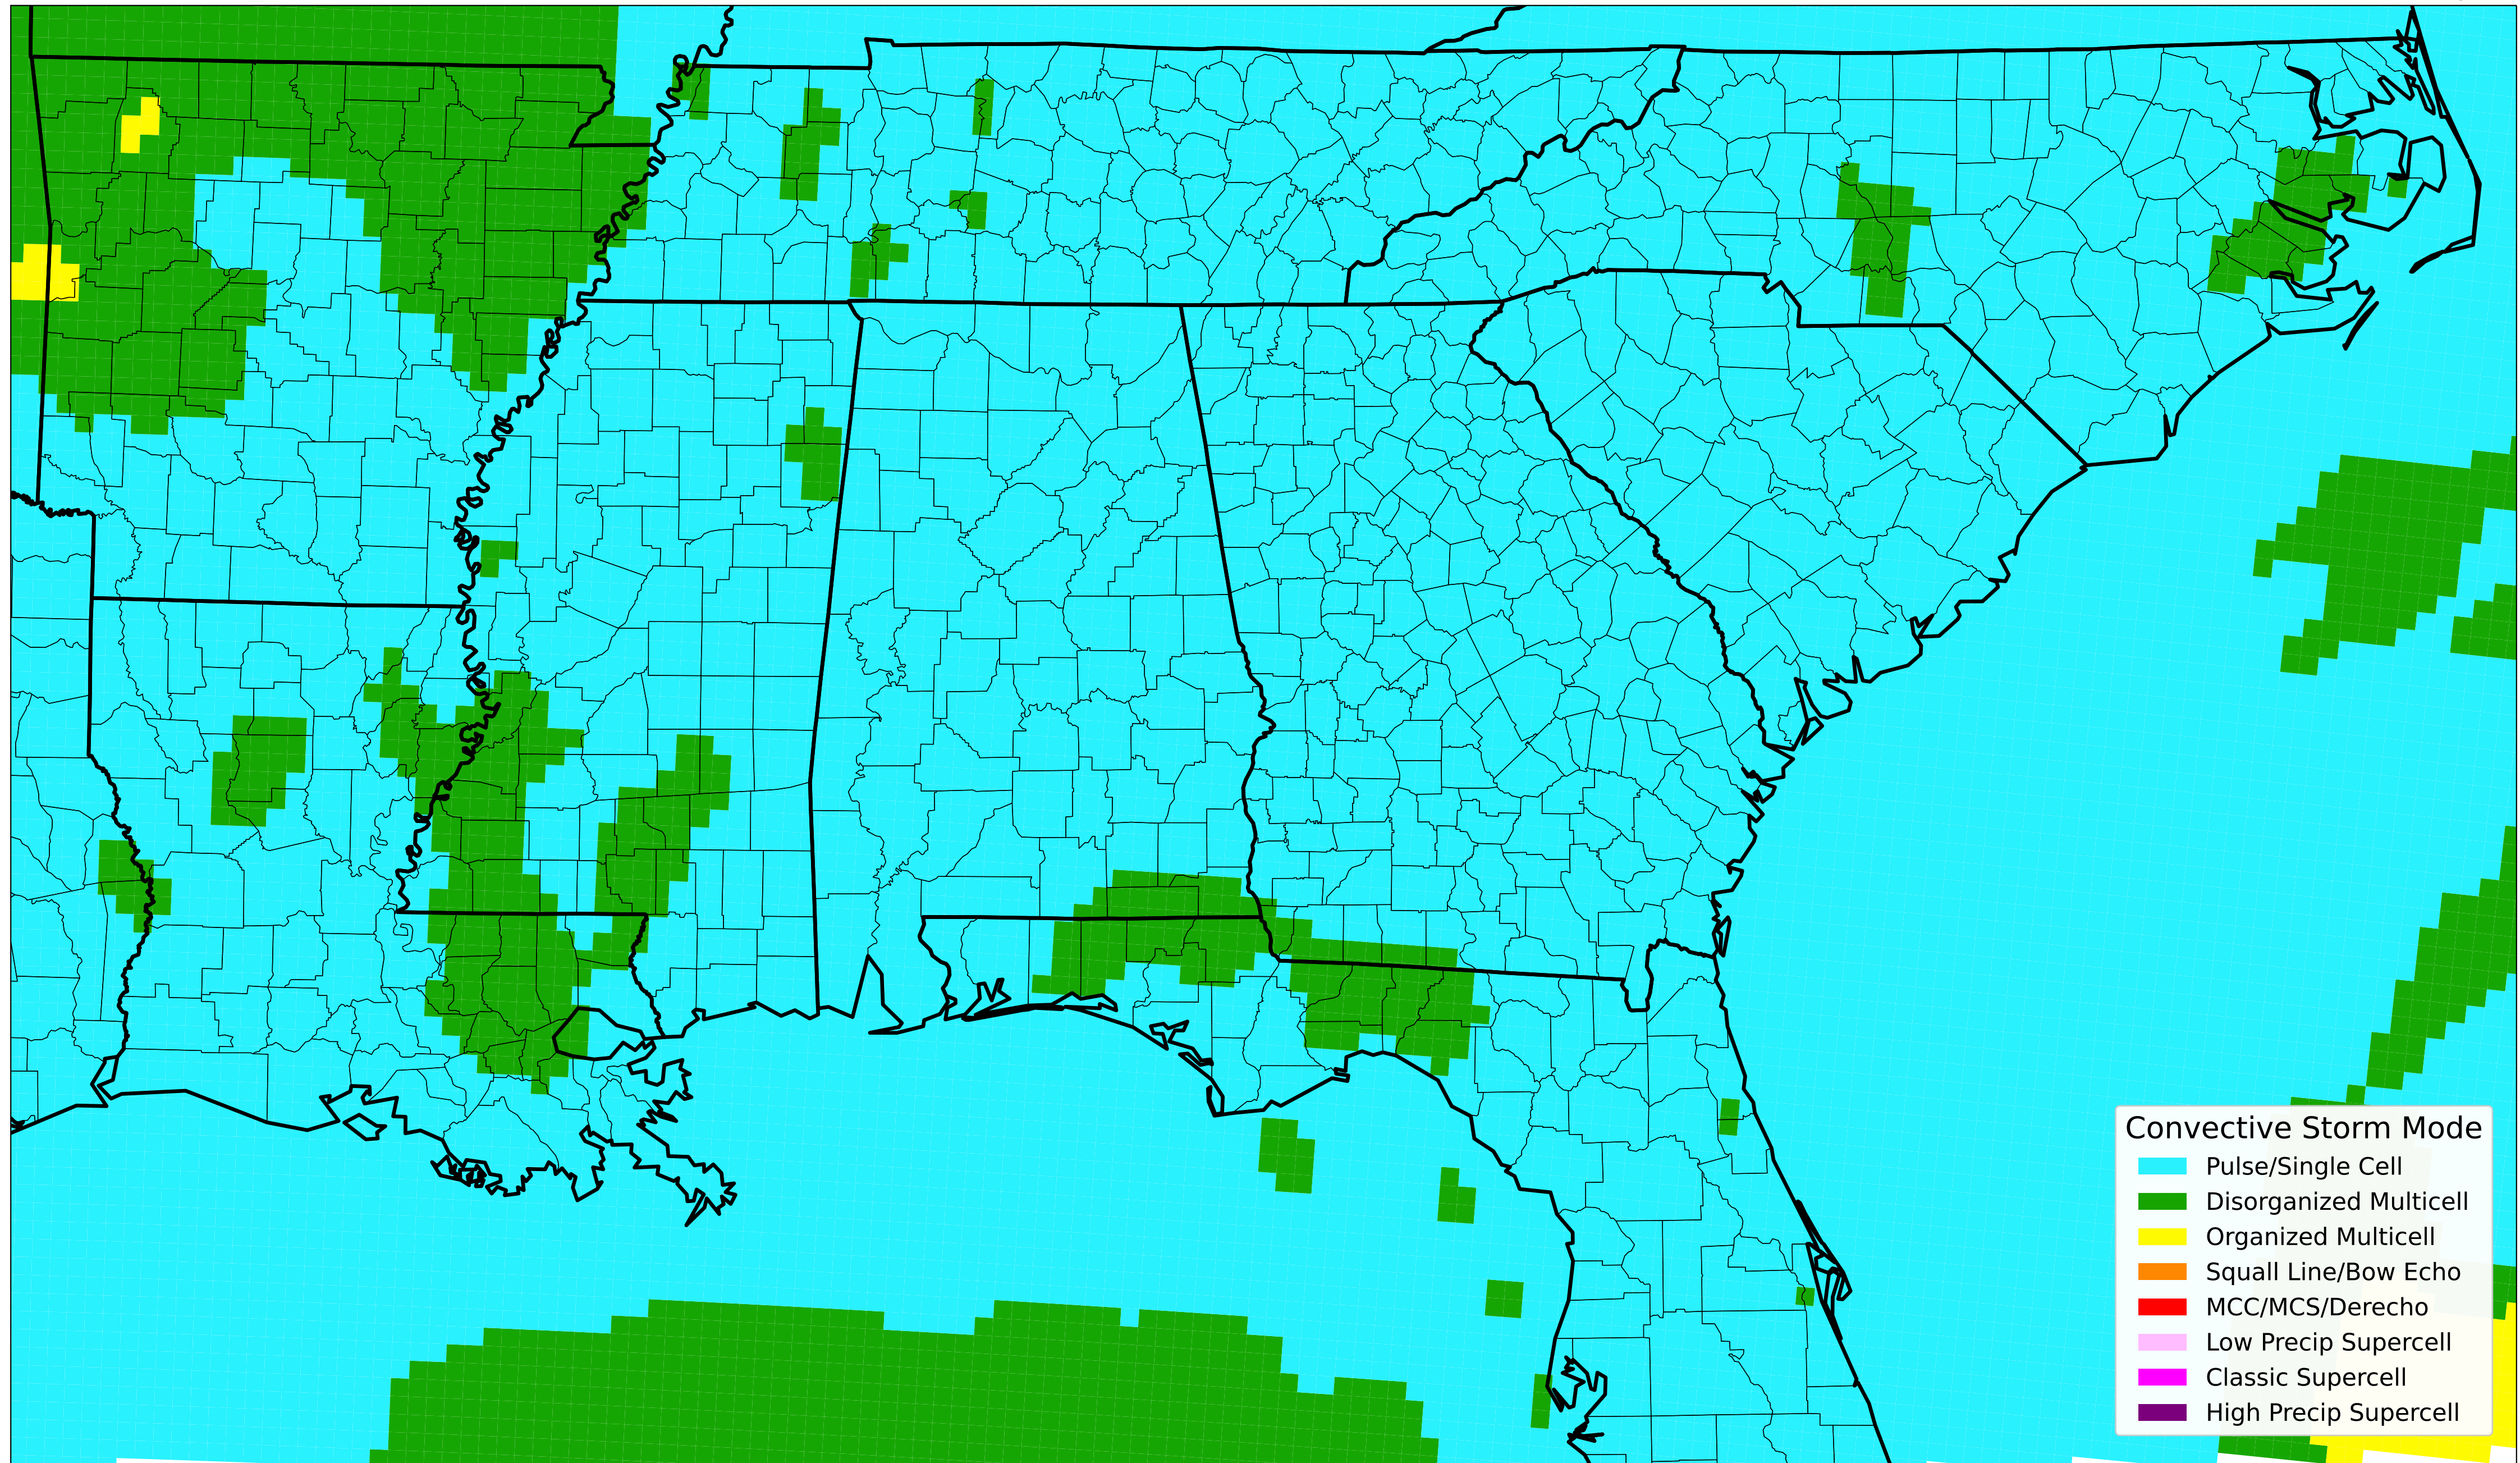 Convective Storm Mode
Pulse/Single Cell
Disorganized Multicell
Organized Multicell
Squall Line/Bow Echo
MCC/MCS/Derecho
Low Precip Supercell
Classic Supercell
High Precip Supercell